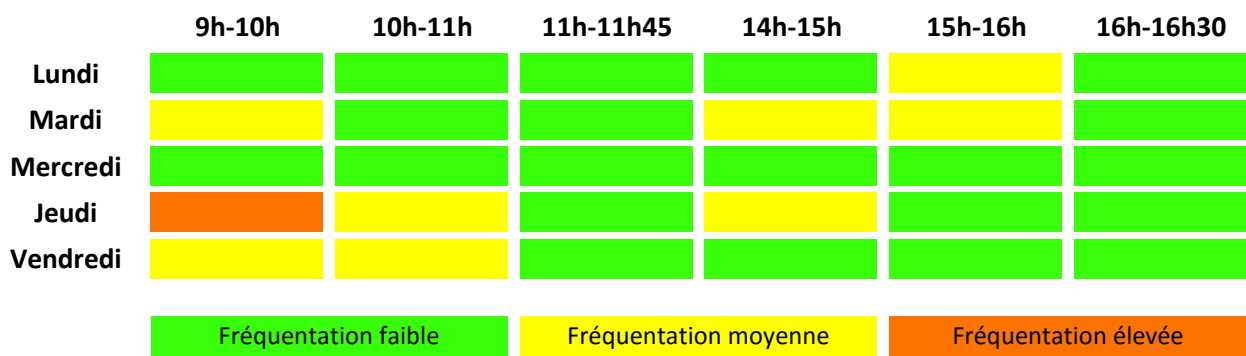 9h-10h 10h-11h 11h-11h45 14h-15h 15h-16h 16h-16h30
Lundi
Mardi
Mercredi
Jeudi
Vendredi
Fréquentation faible Fréquentation moyenne Fréquentation élevée